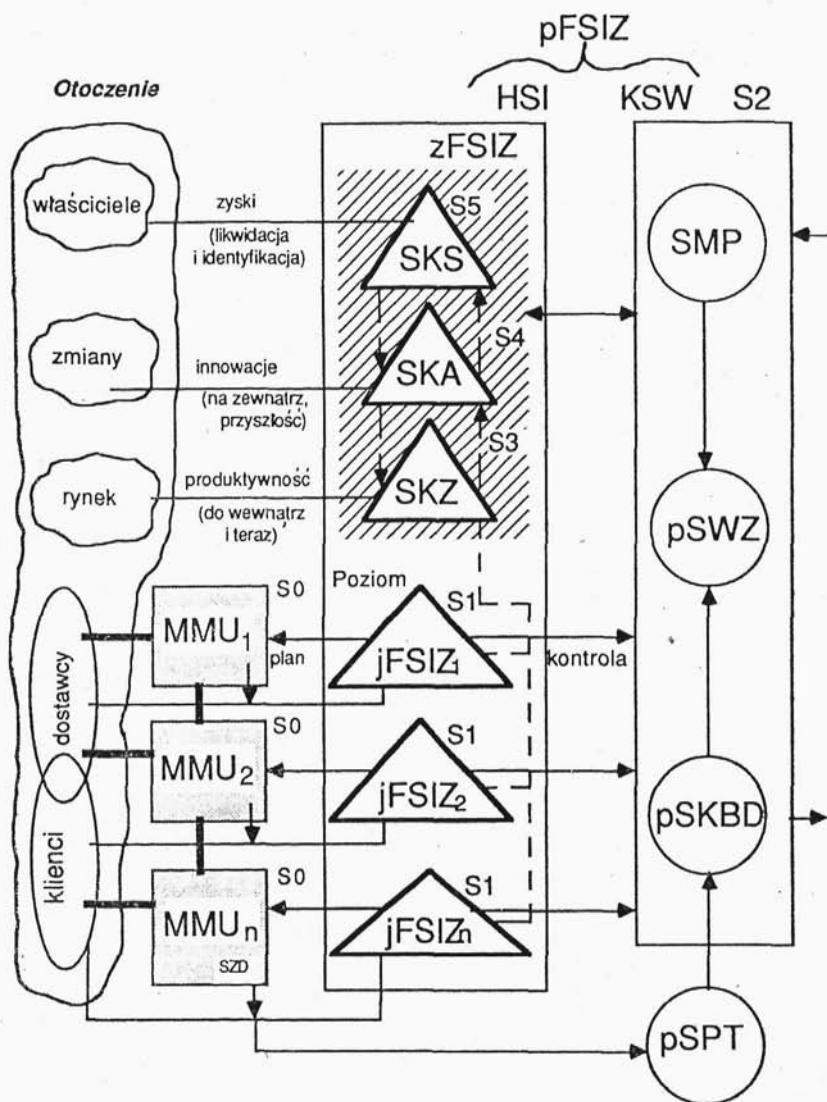 pFSIZ
Otoczenie
HSI KSW S2
zFSIZ
właściciele
zyski
(likwidacja
i identyfikacja)
S5
SKS
SMP
zmiany
innowacje
(na zewnątrz,
przyszłość)
S4
SKA
rynek
produktywność
(do wewnątrz
i teraz)
S3
SKZ
pSWZ
Poziom
S0
S1
dostawcy
MMU1
plan
jFSIZ1
kontrola
S0
S1
MMU2
jFSIZ2
pSKBD
klienci
S0
S1
MMUn
SZD
jFSIZn
pSPT